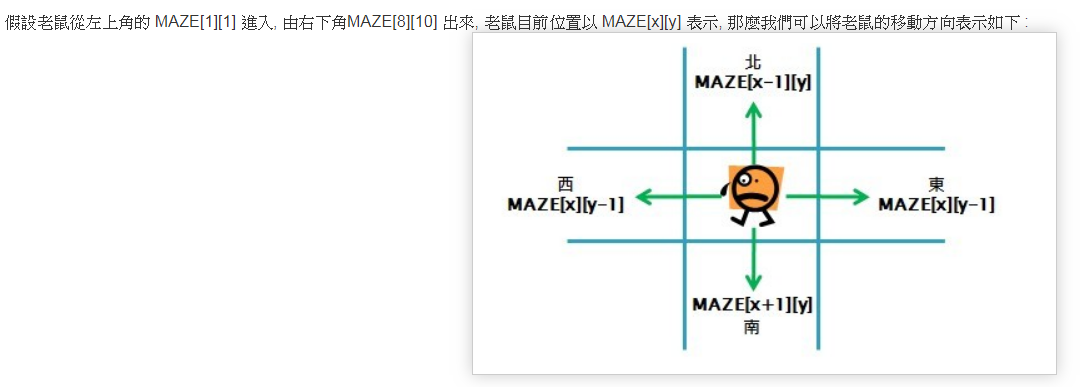 假設老鼠從左上角的 MAZE[1][1] 進入, 由右下角MAZE[8][10] 出來, 老鼠目前位置以 MAZE[x][y] 表示, 那麼我們可以將老鼠的移動方向表示如下 :
北
MAZE[x-1][y]
西
MAZE[x][y-1]
東
MAZE[x][y-1]
MAZE[x+1][y]
南